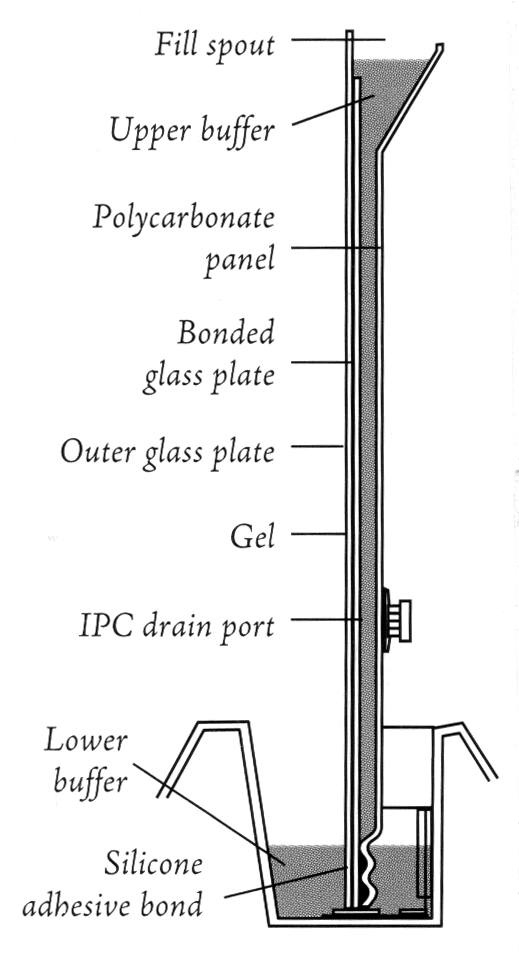 Fill spout
Upper buffer
Polycarbonate
panel
Bonded
glass plate
Outer glass plate
Gel
IPC drain port
Lower
buffer
Silicone
adhesive bond